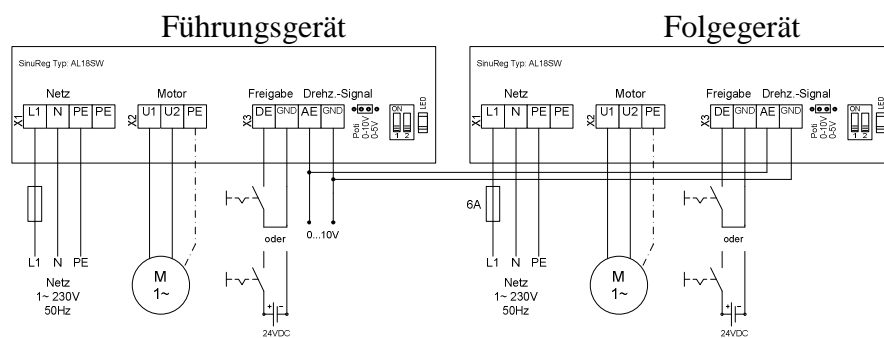 Führungsgerät
SinuReg Typ: AL18SW
Netz
Motor
Freigabe Drehz.-Signal
X1
L1 N PE PE
X2
U1 U2 PE
X3
DE GND AE GND
Poti
0-10V
0-5V
ON
1 2
LED
oder
0...10V
L1 N PE
Netz
1~ 230V
50Hz
M
1~
+ -
24VDC
Folgegerät
SinuReg Typ: AL18SW
Netz
Motor
Freigabe Drehz.-Signal
X1
L1 N PE PE
X2
U1 U2 PE
X3
DE GND AE GND
Poti
0-10V
0-5V
ON
1 2
LED
6A
oder
L1 N PE
Netz
1~ 230V
50Hz
M
1~
+ -
24VDC